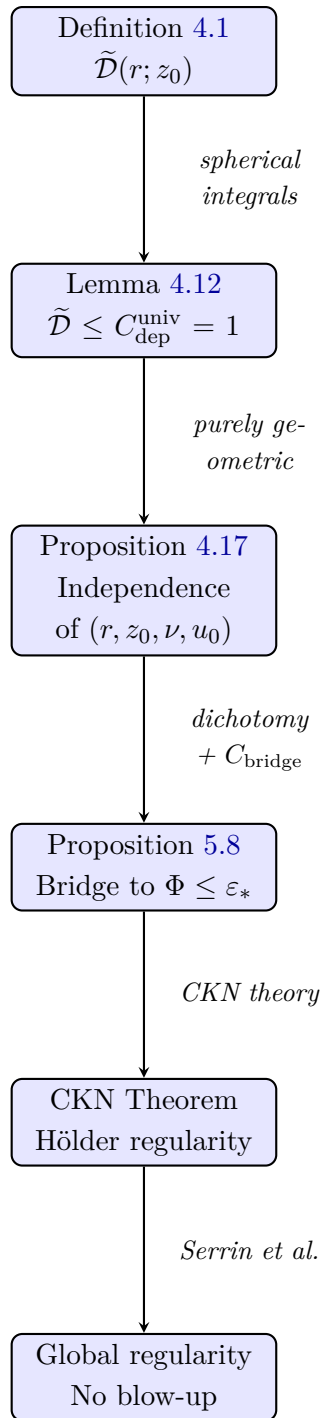 Definition 4.1
𝒟̃(r; z₀)
spherical
integrals
Lemma 4.12
𝒟̃ ≤ C_dep^univ = 1
purely ge-
ometric
Proposition 4.17
Independence
of (r, z₀, ν, u₀)
dichotomy
+ C_bridge
Proposition 5.8
Bridge to Φ ≤ ε_*
CKN theory
CKN Theorem
Hölder regularity
Serrin et al.
Global regularity
No blow-up